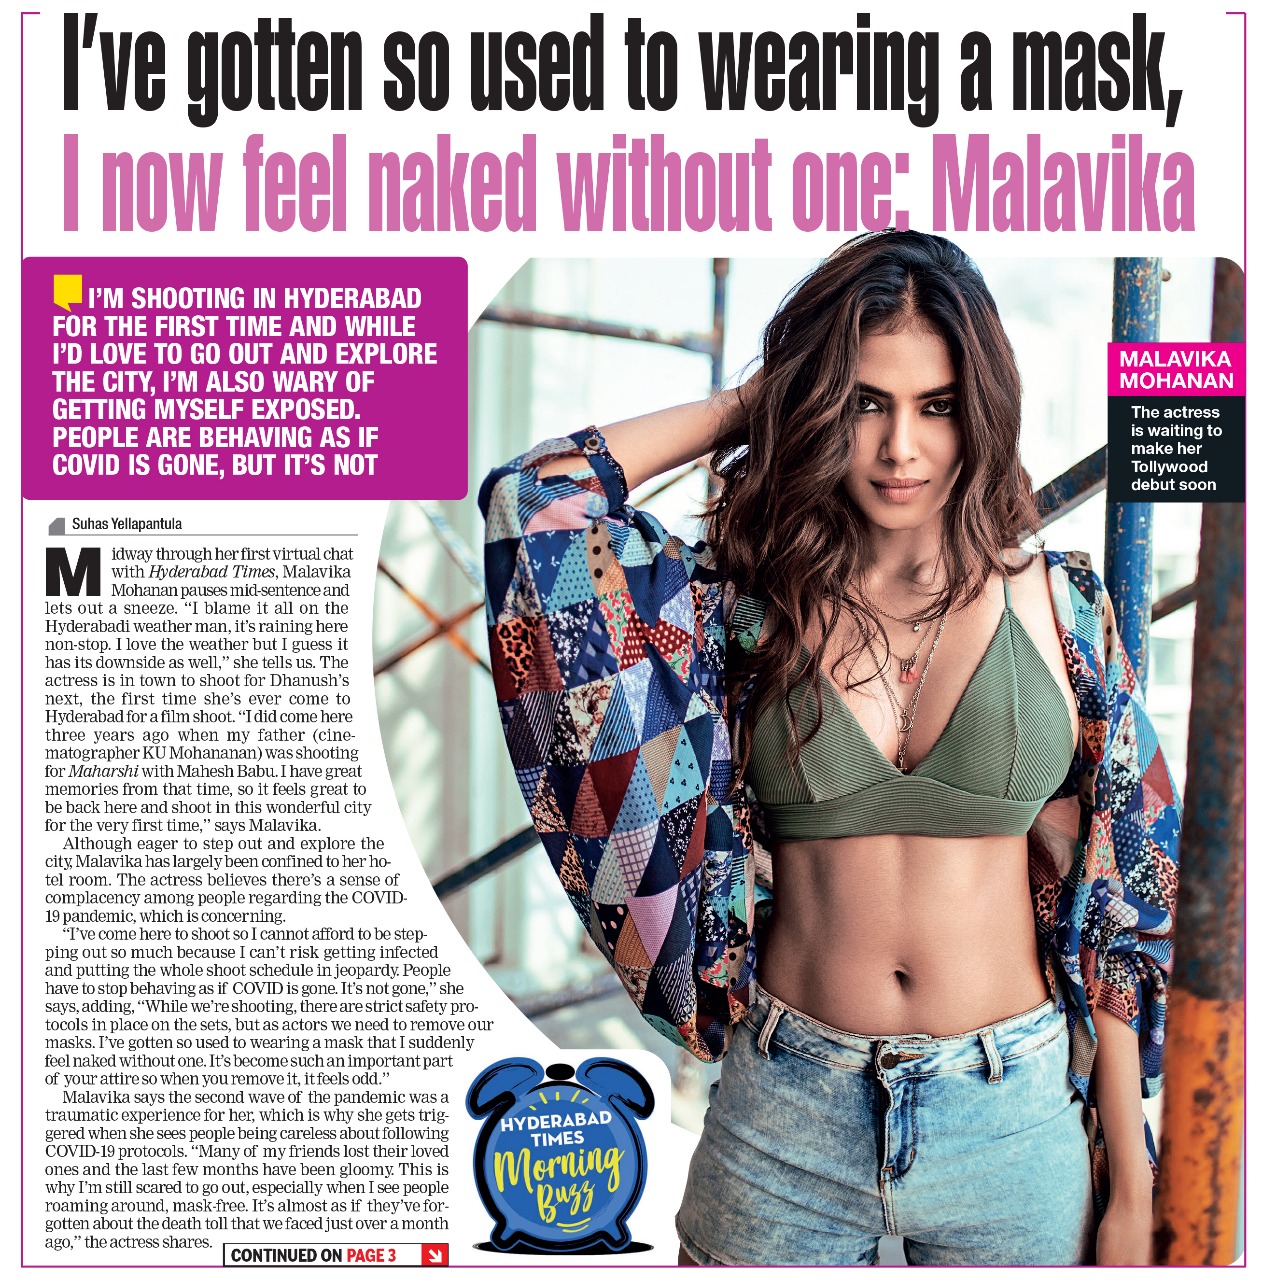 I've gotten so used to wearing a mask,
I now feel naked without one: Malavika
I'M SHOOTING IN HYDERABAD
FOR THE FIRST TIME AND WHILE
I'D LOVE TO GO OUT AND EXPLORE
THE CITY, I'M ALSO WARY OF
GETTING MYSELF EXPOSED.
PEOPLE ARE BEHAVING AS IF
COVID IS GONE, BUT IT'S NOT
MALAVIKA
MOHANAN
The actress
is waiting to
make her
Tollywood
debut soon
Suhas Yellapantula
Midway through her first virtual chat
with Hyderabad Times, Malavika
Mohanan pauses mid-sentence and
lets out a sneeze. “I blame it all on the
Hyderabadi weather man, it's raining here
non-stop. I love the weather but I guess it
has its downside as well,” she tells us. The
actress is in town to shoot for Dhanush's
next, the first time she's ever come to
Hyderabad for a film shoot. “I did come here
three years ago when my father (cine-
matographer KU Mohananan) was shooting
for Maharshi with Mahesh Babu. I have great
memories from that time, so it feels great to
be back here and shoot in this wonderful city
for the very first time,” says Malavika.
Although eager to step out and explore the
city, Malavika has largely been confined to her ho-
tel room. The actress believes there's a sense of
complacency among people regarding the COVID-
19 pandemic, which is concerning.
“I've come here to shoot so I cannot afford to be step-
ping out so much because I can't risk getting infected
and putting the whole shoot schedule in jeopardy. People
have to stop behaving as if COVID is gone. It's not gone,” she
says, adding, “While we're shooting, there are strict safety pro-
tocols in place on the sets, but as actors we need to remove our
masks. I've gotten so used to wearing a mask that I suddenly
feel naked without one. It's become such an important part
of your attire so when you remove it, it feels odd.”
Malavika says the second wave of the pandemic was a
traumatic experience for her, which is why she gets trig-
gered when she sees people being careless about following
COVID-19 protocols. “Many of my friends lost their loved
ones and the last few months have been gloomy. This is
why I'm still scared to go out, especially when I see people
roaming around, mask-free. It's almost as if they've for-
gotten about the death toll that we faced just over a month
ago,” the actress shares.
CONTINUED ON PAGE 3
HYDERABAD
TIMES
Morning
Buzz